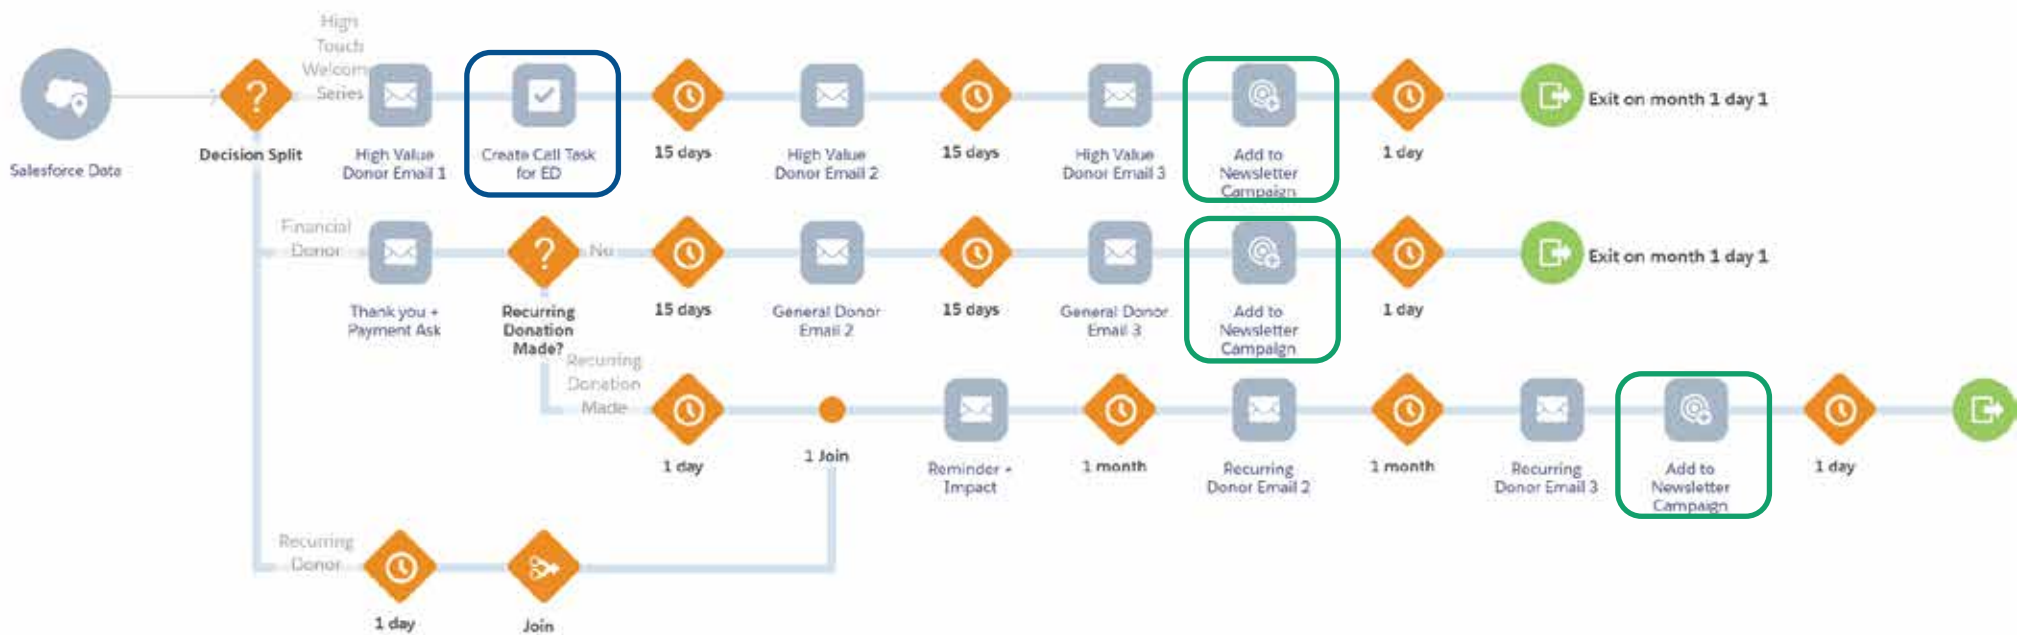 High
Touch
Welcom
Series
Salesforce Data
Decision Split
High Value
Donor Email 1
Create Call Task
for ED
15 days
High Value
Donor Email 2
15 days
High Value
Donor Email 3
Add to
Newsletter
Campaign
1 day
Exit on month 1 day 1
Financial
Donor
Thank you +
Payment Ask
Recurring
Donation
Made?
No
15 days
General Donor
Email 2
15 days
General Donor
Email 3
Add to
Newsletter
Campaign
1 day
Exit on month 1 day 1
Recurring
Donation
Made
1 day
1 Join
Reminder +
Impact
1 month
Recurring
Donor Email 2
1 month
Recurring
Donor Email 3
Add to
Newsletter
Campaign
1 day
Recurring
Donor
1 day
Join